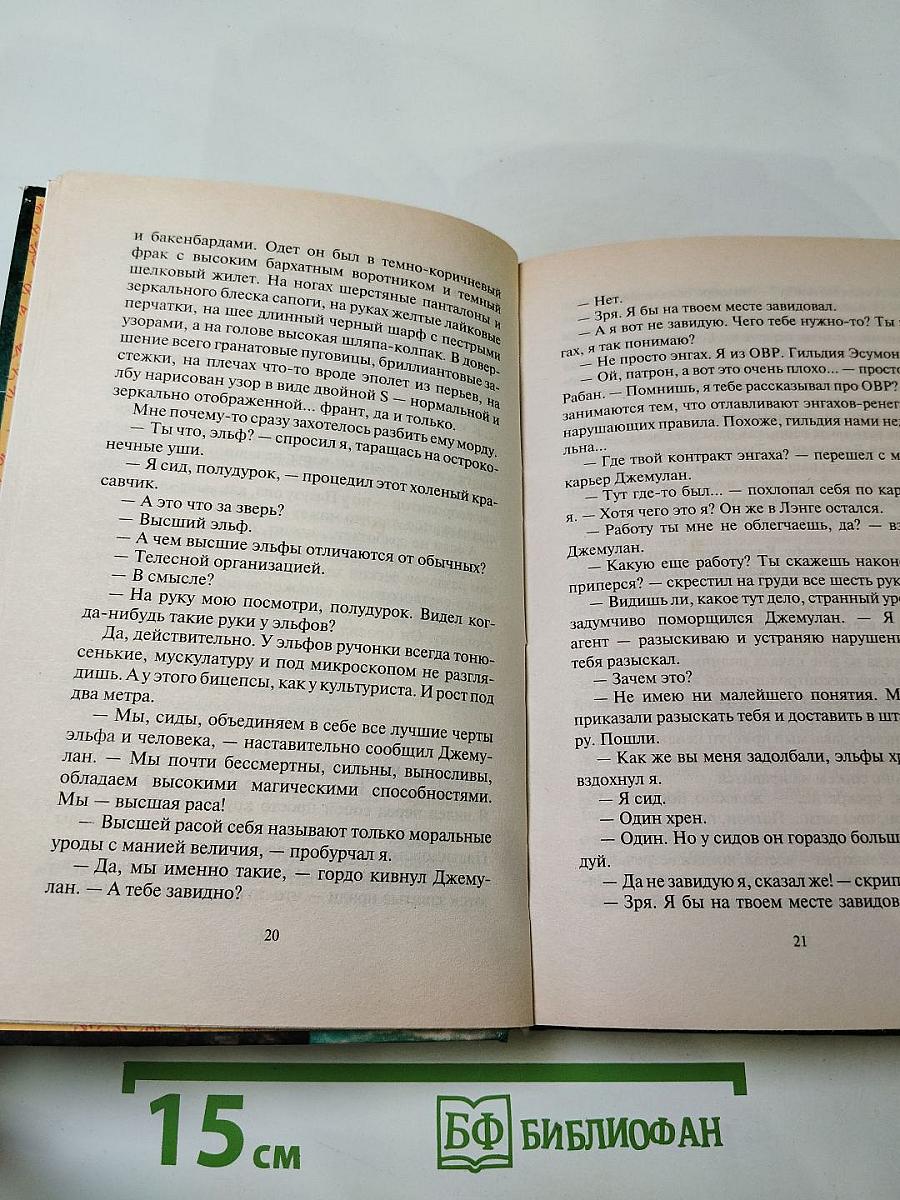 и бакенбардами. Одет он был в темно-коричневый
фрак с высоким бархатным воротником и темный
шелковый жилет. На ногах шерстяные панталоны и
зеркального блеска сапоги, на руках желтые лайковые
перчатки, на шее длинный черный шарф с пестрыми
узорами, а на голове высокая шляпа-колпак. В довер-
шение всего гранатовые пуговицы, бриллиантовые за-
стежки, на плечах что-то вроде эполет из перьев, на
лбу нарисован узор в виде двойной S — нормальной и
зеркально отображенной... франт, да и только.
Мне почему-то сразу захотелось разбить ему морду.
— Ты что, эльф? — спросил я, таращась на остроко-
нечные уши.
— Я сид, полудурок, — процедил этот холеный кра-
савчик.
— А это что за зверь?
— Высший эльф.
— А чем высшие эльфы отличаются от обычных?
— Телесной организацией.
— В смысле?
— На руку мою посмотри, полудурок. Видел ког-
да-нибудь такие руки у эльфов?
Да, действительно. У эльфов ручонки всегда тоню-
сенькие, мускулатуру и под микроскопом не разгля-
дишь. А у этого бицепсы, как у культуриста. И рост под
два метра.
— Мы, сиды, объединяем в себе все лучшие черты
эльфа и человека, — наставительно сообщил Джему-
лан. — Мы почти бессмертны, сильны, выносливы,
обладаем высокими магическими способностями.
Мы — высшая раса!
— Высшей расой себя называют только моральные
уроды с манией величия, — пробурчал я.
— Да, мы именно такие, — гордо кивнул Джему-
лан. — А тебе завидно?
20
— Нет.
— Зря. Я бы на твоем месте завидовал.
— А я вот не завидую. Чего тебе нужно-то? Ты
гах, я так понимаю?
— Не просто энгах. Я из ОВР. Гильдия Эсумон
— Ой, патрон, а вот это очень плохо... — просто
Рабан. — Помнишь, я тебе рассказывал про ОВР?
занимаются тем, что отлавливают энгахов-ренег
нарушающих правила. Похоже, гильдия нами нед
льна...
— Где твой контракт энгаха? — перешел с м
карьер Джемулан.
— Тут где-то был... — похлопал себя по кар
я. — Хотя чего это я? Он же в Лэнге остался.
— Работу ты мне не облегчаешь, да? — вз
Джемулан.
— Какую еще работу? Ты скажешь наконе
приперся? — скрестил на груди все шесть рук
— Видишь ли, какое тут дело, странный уро
задумчиво поморщился Джемулан. — Я
агент — разыскиваю и устраняю нарушени
тебя разыскал.
— Зачем это?
— Не имею ни малейшего понятия. М
приказали разыскать тебя и доставить в шта
ру. Пошли.
— Как же вы меня задолбали, эльфы хр
вздохнул я.
— Я сид.
— Один хрен.
— Один. Но у сидов он гораздо больш
дуй.
— Да не завидую я, сказал же! — скрип
— Зря. Я бы на твоем месте завидов
21
15 см
БФ БИБЛИОФАН